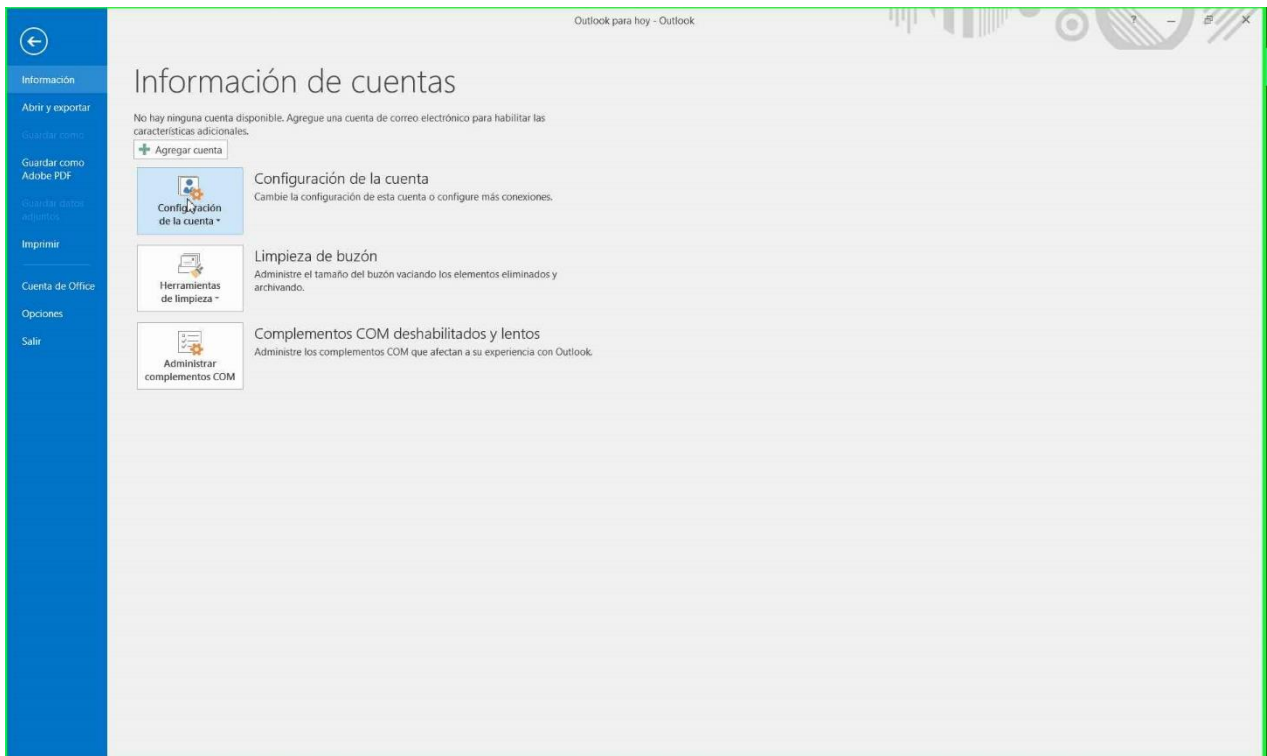 Outlook para hoy - Outlook
?
Información
Abrir y exportar
Guardar como
Guardar como
Adobe PDF
Guardar datos
adjuntos
Imprimir
Cuenta de Office
Opciones
Salir
Información de cuentas
No hay ninguna cuenta disponible. Agregue una cuenta de correo electrónico para habilitar las
características adicionales.
Agregar cuenta
Configuración
de la cuenta
Configuración de la cuenta
Cambie la configuración de esta cuenta o configure más conexiones.
Herramientas
de limpieza
Limpieza de buzón
Administre el tamaño del buzón vaciando los elementos eliminados y
archivando.
Administrar
complementos COM
Complementos COM deshabilitados y lentos
Administre los complementos COM que afectan a su experiencia con Outlook.